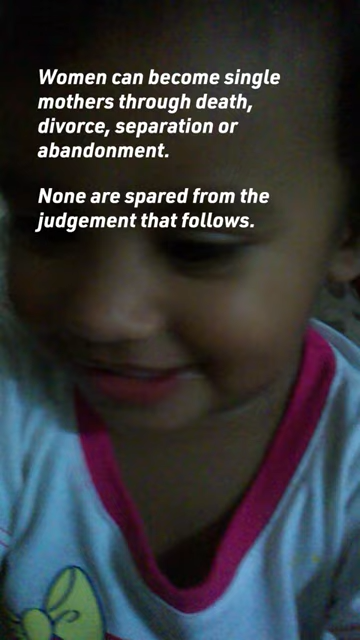 Women can become single
mothers through death,
divorce, separation or
abandonment.
None are spared from the
judgement that follows.